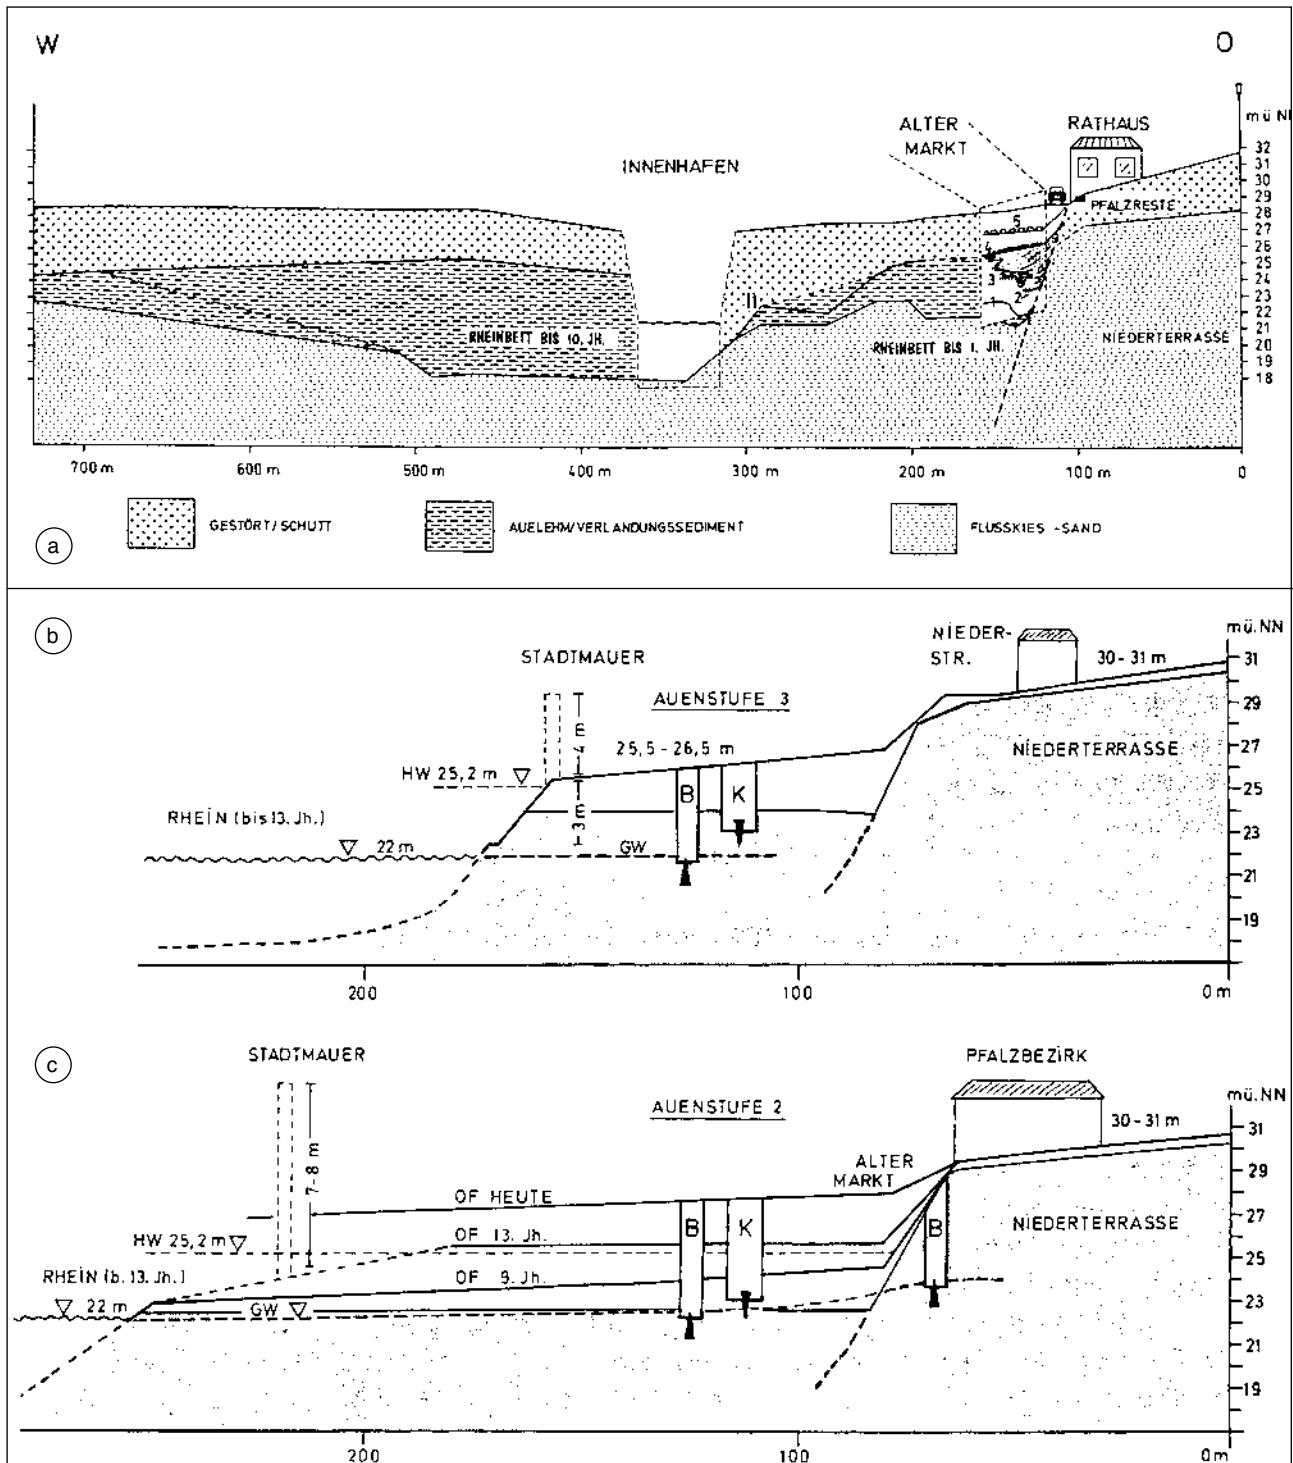 W
O
mü NN
ALTER
MARKT
RATHAUS
INNENHAFEN
PFALZRESTE
32
31
30
29
28
27
26
25
24
23
22
21
20
19
18
5
4
3
2
1
II
RHEINBETT BIS 10. JH.
RHEINBETT BIS 1. JH.
NIEDERTERRASSE
700 m
600 m
500 m
400 m
300 m
200 m
100 m
0
GESTÖRT/SCHUTT
AUELEHM/VERLANDUNGSSEDIMENT
FLUSSKIES -SAND
a
b
STADTMAUER
NIEDER-
STR.
30-31 m
mü.NN
31
29
27
25
23
21
19
AUENSTUFE 3
25,5-26,5 m
4 m
3 m
HW 25,2 m
RHEIN (bis 13. Jh.)
22 m
GW
B
K
NIEDERTERRASSE
200
100
0m
c
STADTMAUER
PFALZBEZIRK
AUENSTUFE 2
30-31 m
mü.NN
31
29
27
25
23
21
19
7-8 m
ALTER
MARKT
OF HEUTE
HW 25,2 m
OF 13. Jh.
OF 9. Jh.
RHEIN (b. 13. Jh.)
22 m
GW
B
K
B
NIEDERTERRASSE
200
100
0m